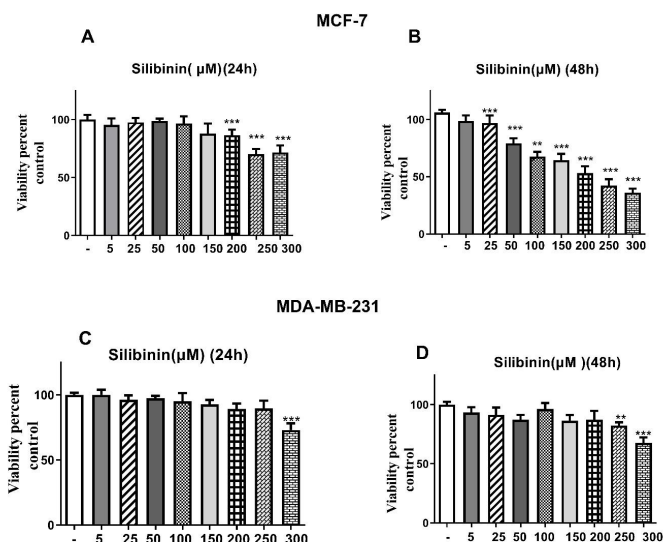 MCF-7
A
Silibinin( µM)(24h)
Viability percent
control
100
50
0
***
***
***
- 5 25 50 100 150 200 250 300
B
Silibinin(µM) (48h)
Viability percent
control
100
50
0
***
***
**
***
***
***
***
- 5 25 50 100 150 200 250 300
MDA-MB-231
C
Silibinin(µM) (24h)
Viability percent
control
100
50
0
***
- 5 25 50 100 150 200 250 300
D
Silibinin(µM )(48h)
Viability percent
control
100
50
0
**
***
- 5 25 50 100 150 200 250 300